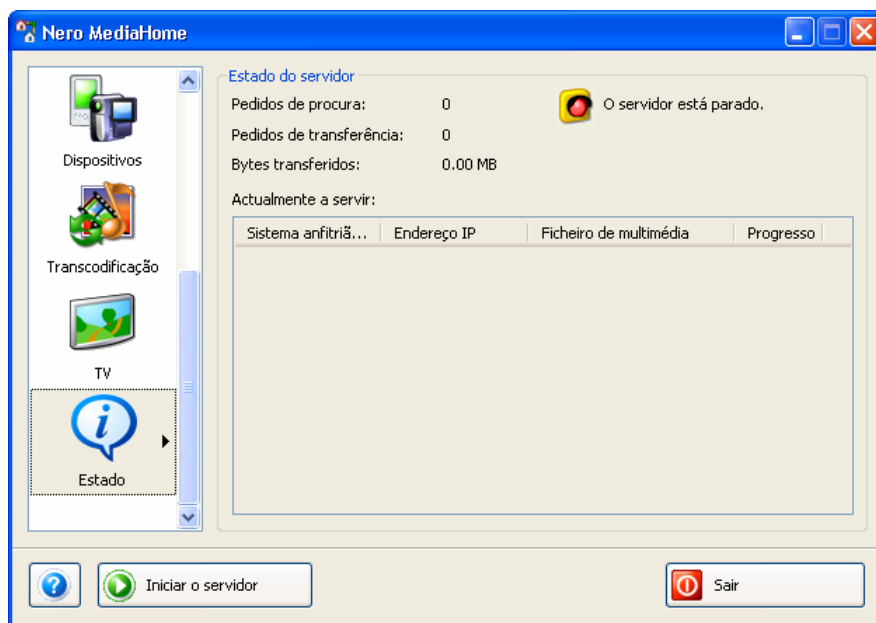 Nero MediaHome
Dispositivos
Transcodificação
TV
Estado
Estado do servidor
Pedidos de procura: 0
O servidor está parado.
Pedidos de transferência: 0
Bytes transferidos: 0.00 MB
Actualmente a servir:
Sistema anfitriã... Endereço IP Ficheiro de multimédia Progresso
Iniciar o servidor
Sair